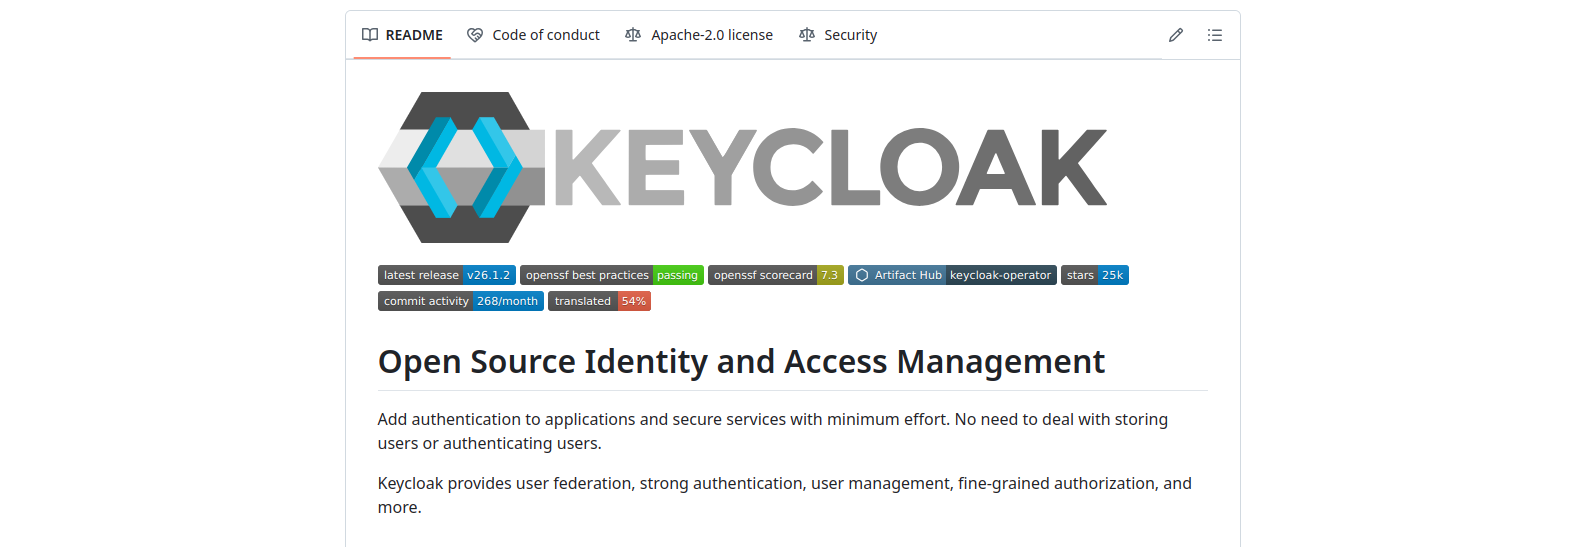 README Code of conduct Apache-2.0 license Security
KEYCLOAK
latest release v26.1.2 openssf best practices passing openssf scorecard 7.3 Artifact Hub keycloak-operator stars 25k
commit activity 268/month translated 54%
Open Source Identity and Access Management
Add authentication to applications and secure services with minimum effort. No need to deal with storing
users or authenticating users.
Keycloak provides user federation, strong authentication, user management, fine-grained authorization, and
more.